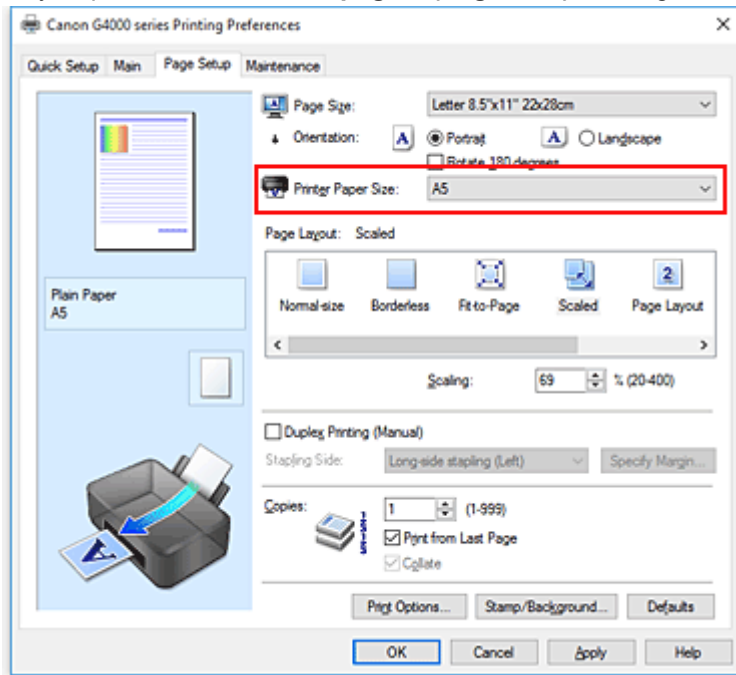 Canon G4000 series Printing Preferences
Quick Setup Main Page Setup Maintenance
Page Size: Letter 8.5"x11" 22x28cm
Orientation: A Portrait A Landscape
Rotate 180 degrees
Printer Paper Size: A5
Page Layout: Scaled
Normal-size Borderless Fit-to-Page Scaled Page Layout
Plain Paper
A5
Scaling: 69 % (20-400)
Duplex Printing (Manual)
Stapling Side: Long-side stapling (Left) Specify Margin...
Copies: 1 (1-999)
Print from Last Page
Collate
Print Options... Stamp/Background... Defaults
OK Cancel Apply Help